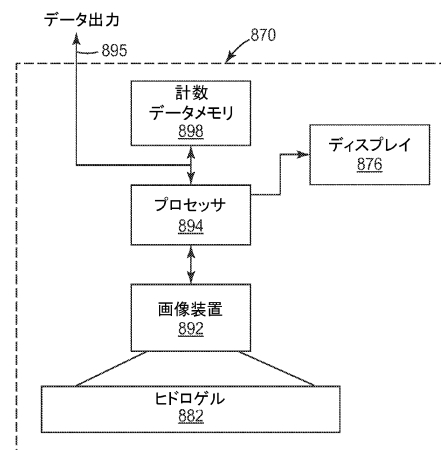 データ出力
895
870
計数
データメモリ
898
ディスプレイ
876
プロセッサ
894
画像装置
892
ヒドロゲル
882